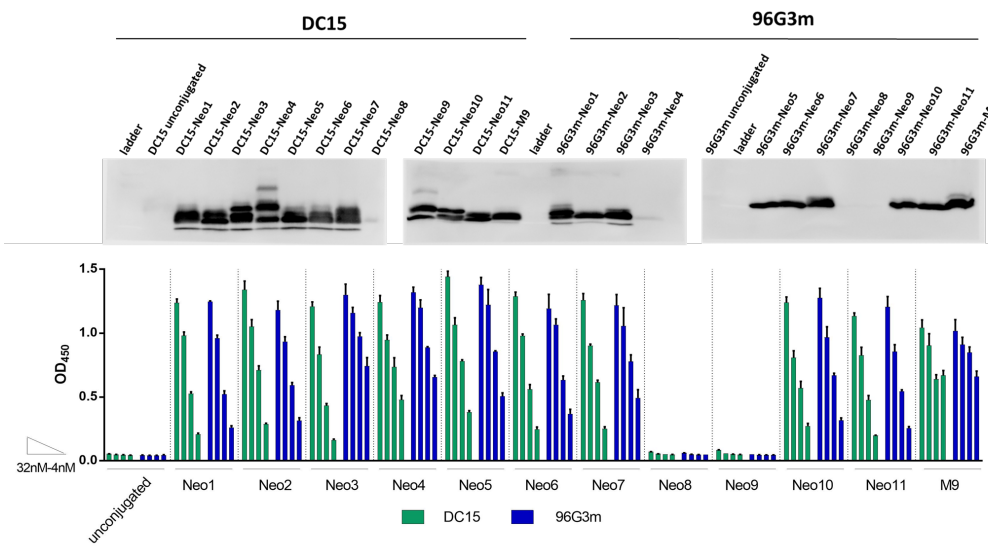 DC15
96G3m
ladder
DC15 unconjugated
DC15-Neo1
DC15-Neo2
DC15-Neo3
DC15-Neo4
DC15-Neo5
DC15-Neo6
DC15-Neo7
DC15-Neo8
DC15-Neo9
DC15-Neo10
DC15-Neo11
DC15-M9
ladder
96G3m-Neo1
96G3m-Neo2
96G3m-Neo3
96G3m-Neo4
96G3m unconjugated
ladder
96G3m-Neo5
96G3m-Neo6
96G3m-Neo7
96G3m-Neo8
96G3m-Neo9
96G3m-Neo10
96G3m-Neo11
96G3m-M
1.5
1.0
0.5
0.0
OD450
32nM-4nM
unconjugated
Neo1
Neo2
Neo3
Neo4
Neo5
Neo6
Neo7
Neo8
Neo9
Neo10
Neo11
M9
DC15
96G3m